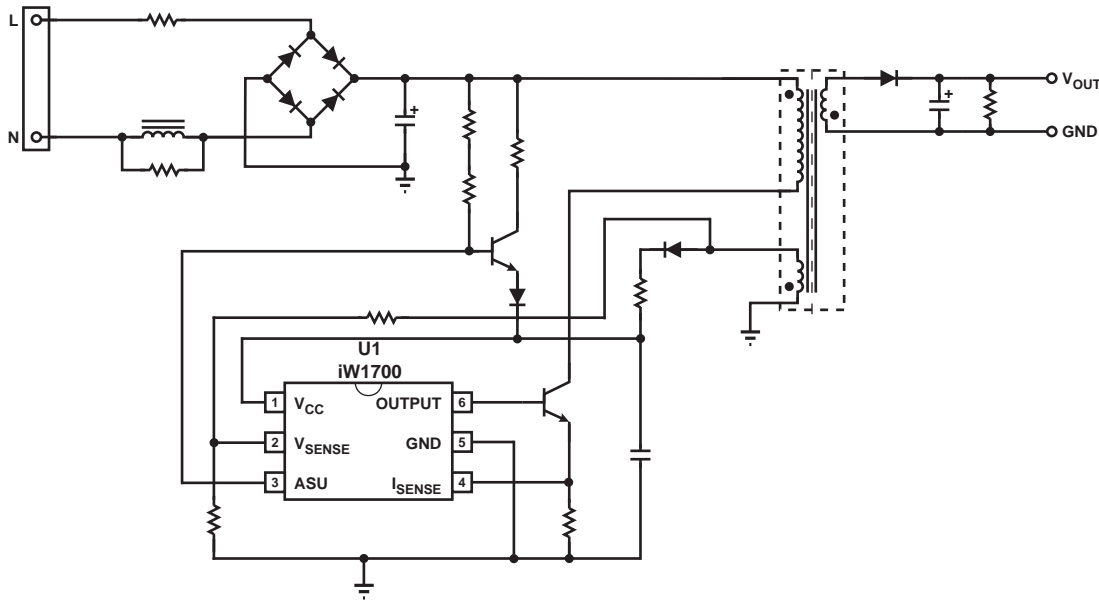 L
N
+
+
V_OUT
GND
U1
iW1700
1 V_CC
OUTPUT 6
2 V_SENSE
GND 5
3 ASU
I_SENSE 4